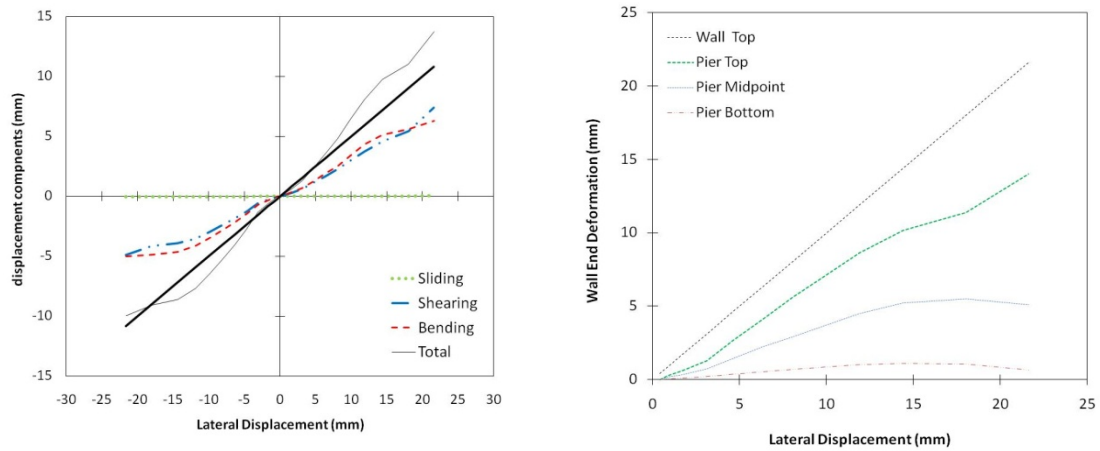 15
10
5
0
-5
-10
-15
-30 -25 -20 -15 -10 -5 0 5 10 15 20 25 30
displacement compnents (mm)
Lateral Displacement (mm)
Sliding
Shearing
Bending
Total
25
20
15
10
5
0
0 5 10 15 20 25
Wall End Deformation (mm)
Lateral Displacement (mm)
Wall Top
Pier Top
Pier Midpoint
Pier Bottom